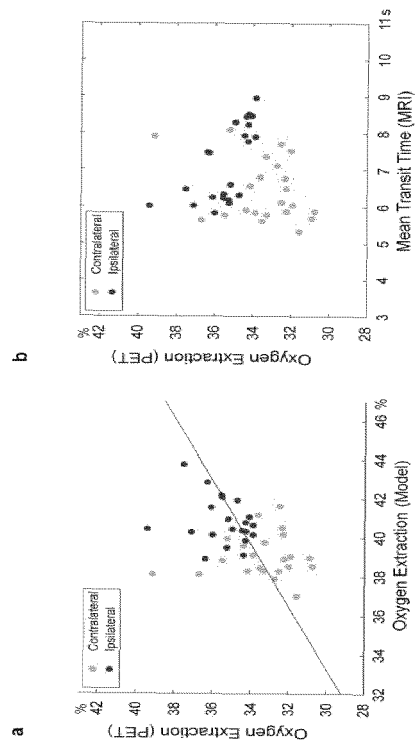 a
Oxygen Extraction (PET)
% 42
40
38
36
34
32
30
28
Contralateral
Ipsilateral
32 34 36 38 40 42 44 46 %
Oxygen Extraction (Model)
b
Oxygen Extraction (PET)
% 42
40
38
36
34
32
30
28
Contralateral
Ipsilateral
3 4 5 6 7 8 9 10 11 s
Mean Transit Time (MRI)